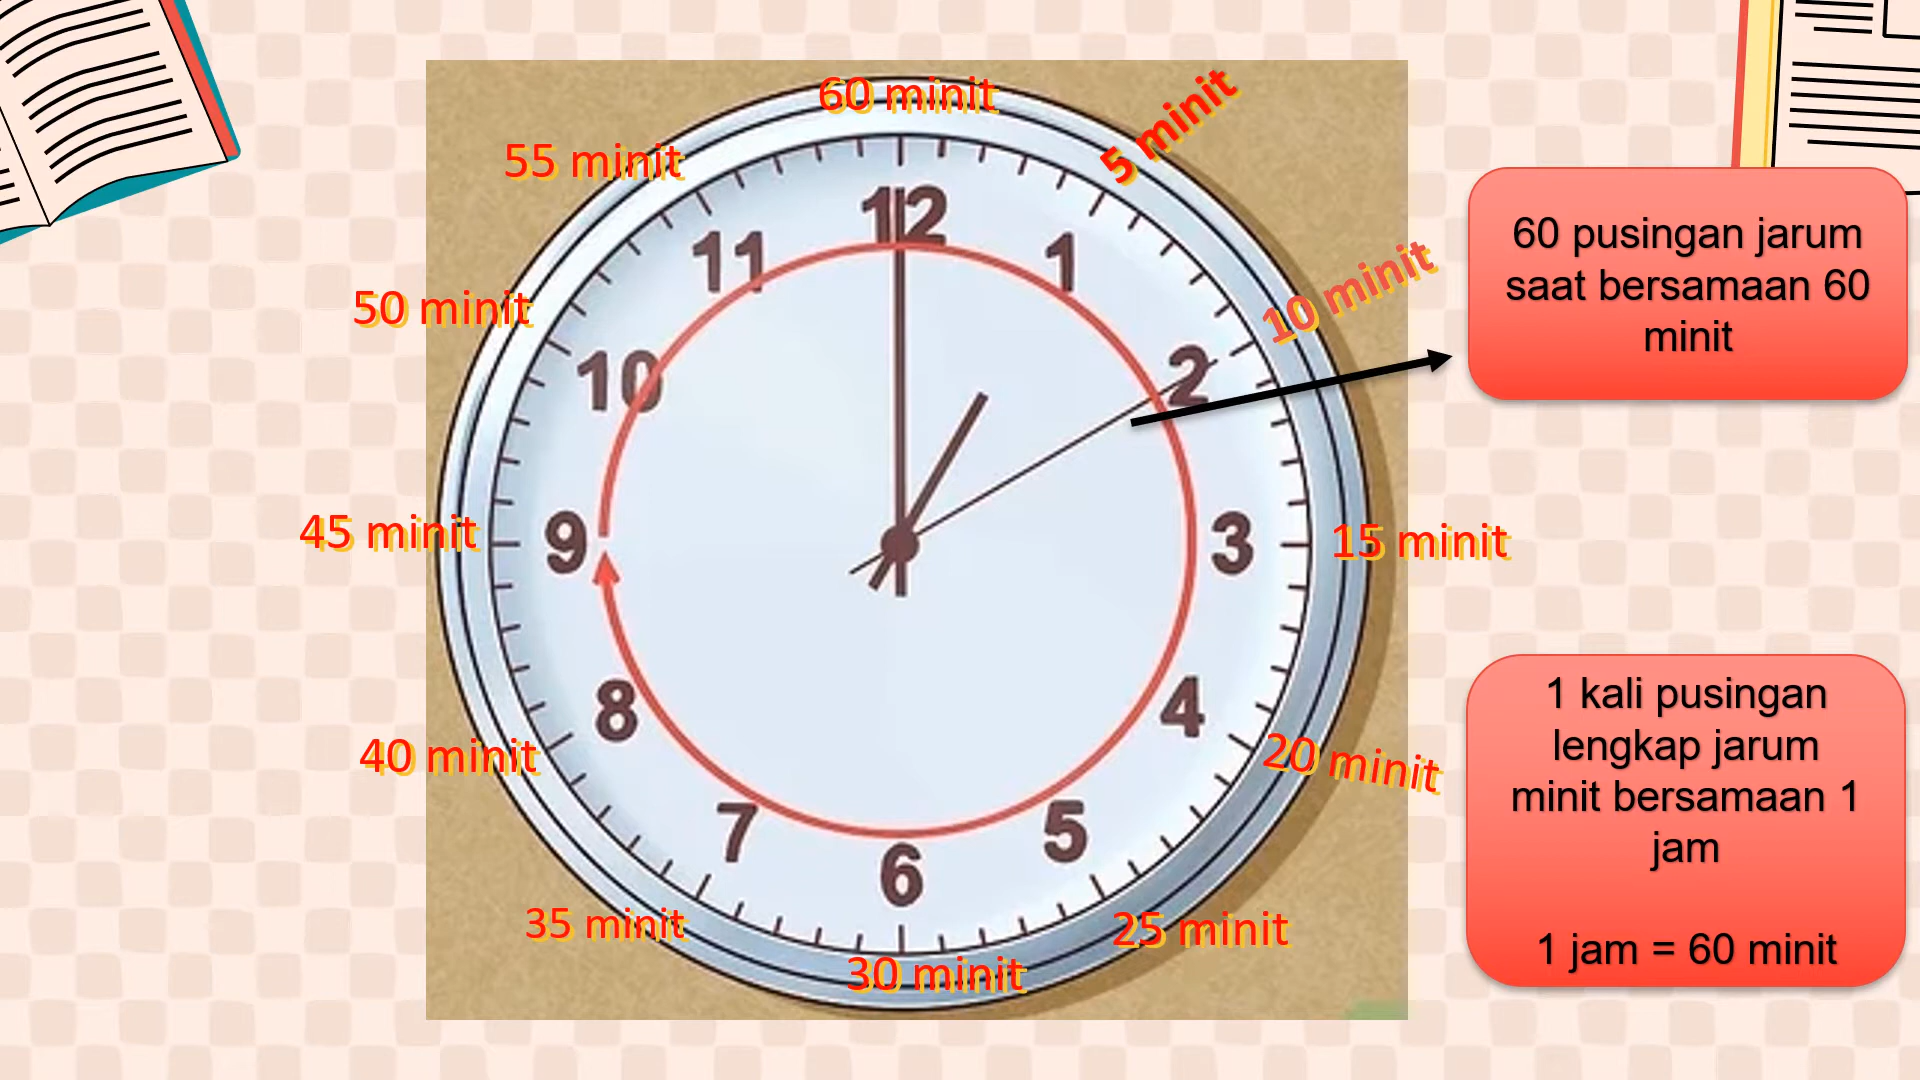 60 minit
55 minit
5 minit
50 minit
10 minit
45 minit
15 minit
40 minit
20 minit
35 minit
25 minit
30 minit
12
11
1
10
2
9
3
8
4
7
5
6
60 pusingan jarum
saat bersamaan 60
minit
1 kali pusingan
lengkap jarum
minit bersamaan 1
jam
1 jam = 60 minit